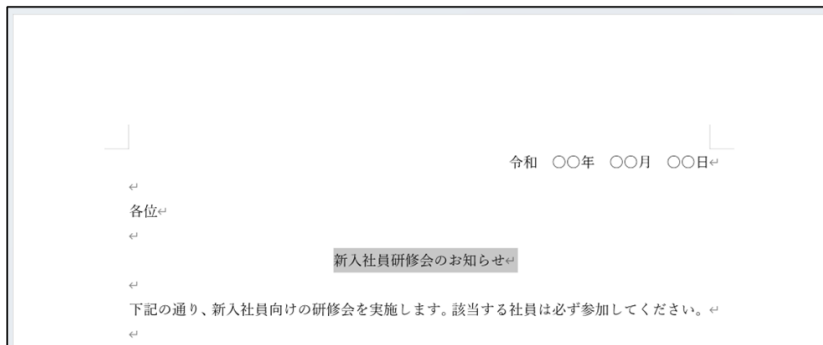 令和　〇〇年　〇〇月　〇〇日
各位
新入社員研修会のお知らせ
下記の通り、新入社員向けの研修会を実施します。該当する社員は必ず参加してください。